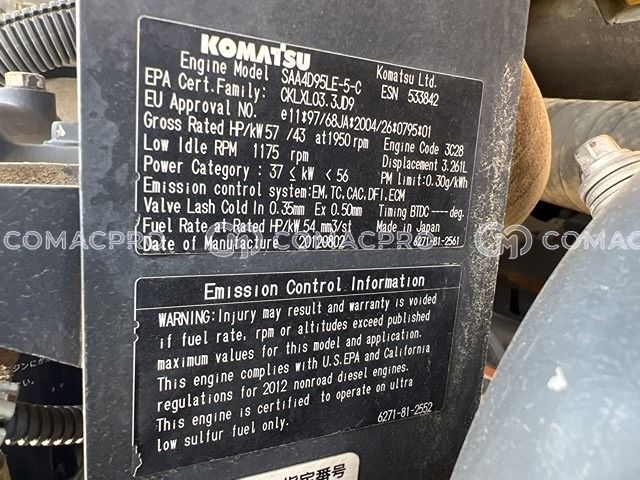 KOMATSU
Engine Model SAA4D95LE-5-C Komatsu Ltd.
EPA Cert.Family: CKLXL03.3JD9 ESN 533842
EU Approval NO. e11*97/68JA*2004/26*0795*01
Gross Rated HP/kW 57 /43 at1950rpm Engine Code 3C28
Low Idle RPM 1175 rpm Displacement 3.261L
Power Category : 37 ≤ kW < 56 PM limit:0.30g/kWh
Emission control system:EM,TC,CAC,DFI,ECM
Valve Lash Cold In 0.35mm Ex 0.50mm Timing BTDC ----deg.
Fuel Rate at Rated HP/kW 54 mm3/st Made in Japan
Date of Manufacture 20120802 6271-81-2561
COMACPRO COMACPRO COMACPRO
Emission Control Information
WARNING:Injury may result and warranty is voided
if fuel rate, rpm or altitudes exceed published
maximum values for this model and application.
This engine complies with U.S.EPA and California
regulations for 2012 nonroad diesel engines.
This engine is certified to operate on ultra
low sulfur fuel only. 6271-81-2552
指定番号